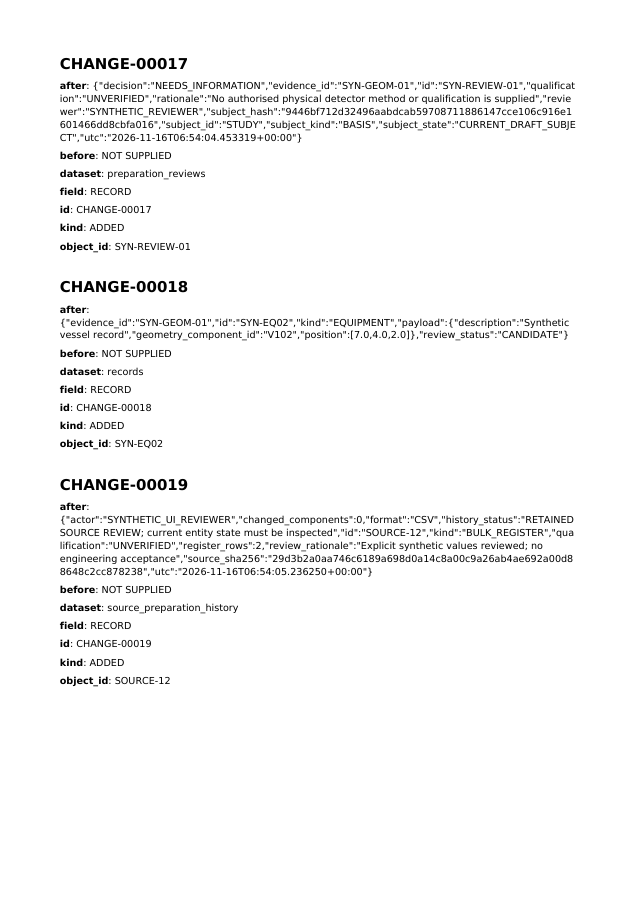 CHANGE-00017
after: {"decision":"NEEDS_INFORMATION","evidence_id":"SYN-GEOM-01","id":"SYN-REVIEW-01","qualificat
ion":"UNVERIFIED","rationale":"No authorised physical detector method or qualification is supplied","revie
wer":"SYNTHETIC_REVIEWER","subject_hash":"9446bf712d32496aabdcab59708711886147cce106c916e1
601466dd8cbfa016","subject_id":"STUDY","subject_kind":"BASIS","subject_state":"CURRENT_DRAFT_SUBJE
CT","utc":"2026-11-16T06:54:04.453319+00:00"}
before: NOT SUPPLIED
dataset: preparation_reviews
field: RECORD
id: CHANGE-00017
kind: ADDED
object_id: SYN-REVIEW-01
CHANGE-00018
after:
{"evidence_id":"SYN-GEOM-01","id":"SYN-EQ02","kind":"EQUIPMENT","payload":{"description":"Synthetic
vessel record","geometry_component_id":"V102","position":[7.0,4.0,2.0]},"review_status":"CANDIDATE"}
before: NOT SUPPLIED
dataset: records
field: RECORD
id: CHANGE-00018
kind: ADDED
object_id: SYN-EQ02
CHANGE-00019
after:
{"actor":"SYNTHETIC_UI_REVIEWER","changed_components":0,"format":"CSV","history_status":"RETAINED
SOURCE REVIEW; current entity state must be inspected","id":"SOURCE-12","kind":"BULK_REGISTER","qua
lification":"UNVERIFIED","register_rows":2,"review_rationale":"Explicit synthetic values reviewed; no
engineering acceptance","source_sha256":"29d3b2a0aa746c6189a698d0a14c8a00c9a26ab4ae692a00d8
8648c2cc878238","utc":"2026-11-16T06:54:05.236250+00:00"}
before: NOT SUPPLIED
dataset: source_preparation_history
field: RECORD
id: CHANGE-00019
kind: ADDED
object_id: SOURCE-12